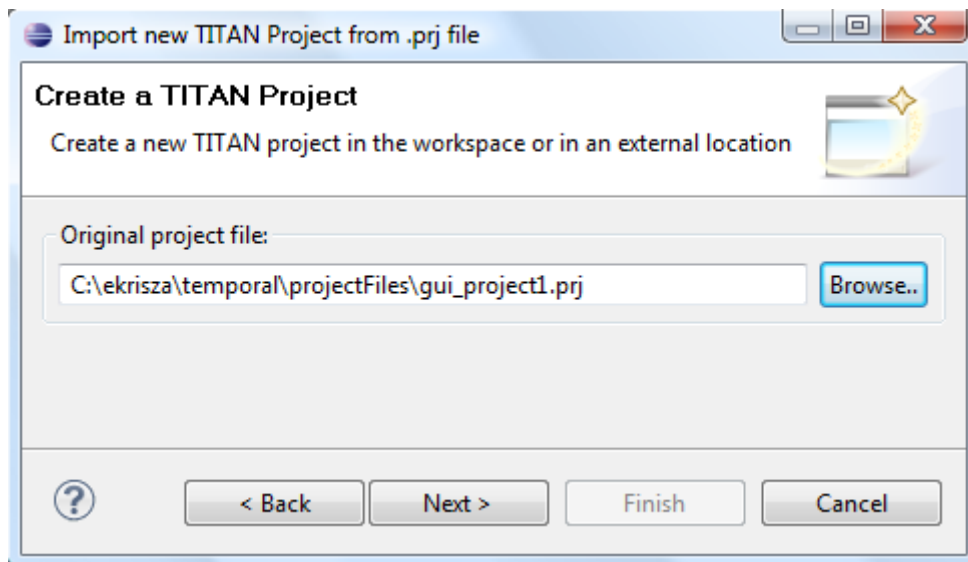 Import new TITAN Project from .prj file
Create a TITAN Project
Create a new TITAN project in the workspace or in an external location
Original project file:
C:\ekrisza\temporal\projectFiles\gui_project1.prj
Browse..
?
< Back
Next >
Finish
Cancel